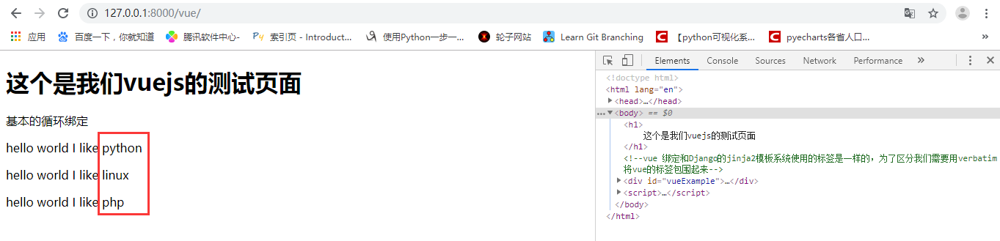 127.0.0.1:8000/vue/
应用 百度一下，你就知道 腾讯软件中心- 索引页 - Introduct... 使用Python一步一... 轮子网站 Learn Git Branching 【python可视化系... pyecharts各省人口... »
这个是我们vuejs的测试页面
基本的循环绑定
hello world I like python
hello world I like linux
hello world I like php
Elements Console Sources Network Performance »
<!doctype html>
<html lang="en">
<head>…</head>
…<body> == $0
<h1>
这个是我们vuejs的测试页面
</h1>
<!--vue 绑定和Django的jinja2模板系统使用的标签是一样的，为了区分我们需要用verbatim
将vue的标签包围起来-->
<div id="vueExample">…</div>
<script>…</script>
</body>
</html>